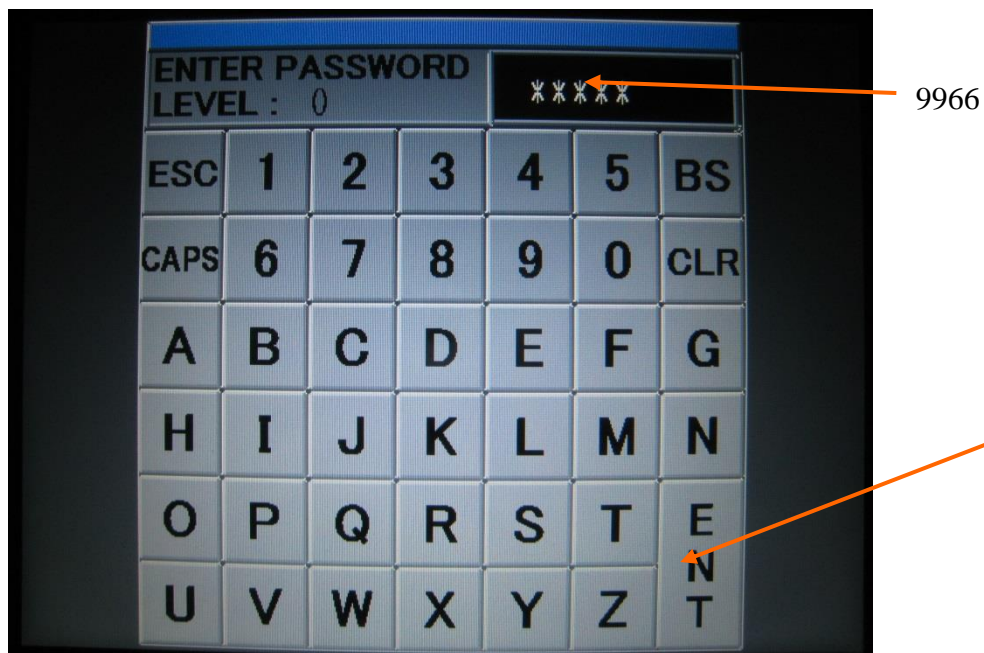 ENTER PASSWORD
LEVEL : 0
*****
9966
ESC 1 2 3 4 5 BS
CAPS 6 7 8 9 0 CLR
A B C D E F G
H I J K L M N
O P Q R S T ENT
U V W X Y Z